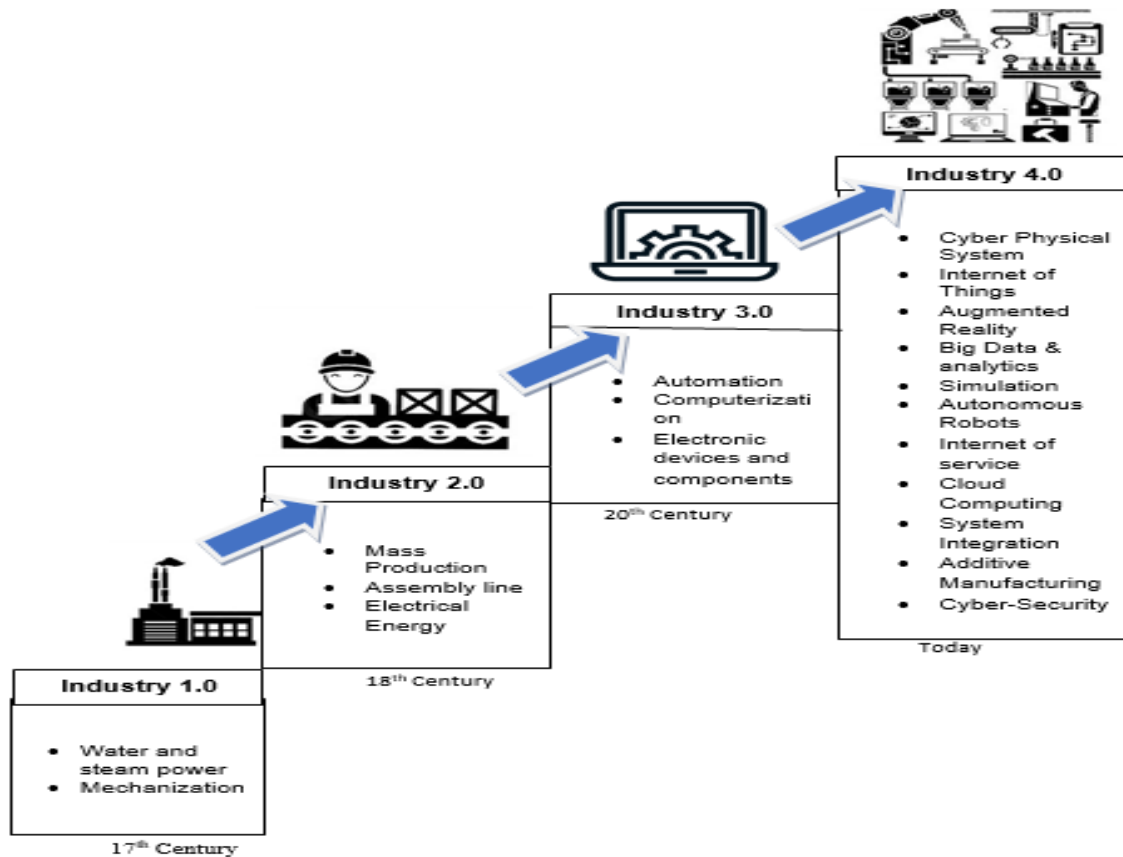 Industry 4.0
• Cyber Physical
System
• Internet of
Things
• Augmented
Reality
• Big Data &
analytics
• Simulation
• Autonomous
Robots
• Internet of
service
• Cloud
Computing
• System
Integration
• Additive
Manufacturing
• Cyber-Security
Today
Industry 3.0
• Automation
• Computerizati
on
• Electronic
devices and
components
20th Century
Industry 2.0
• Mass
Production
• Assembly line
• Electrical
Energy
18th Century
Industry 1.0
• Water and
steam power
• Mechanization
17th Century